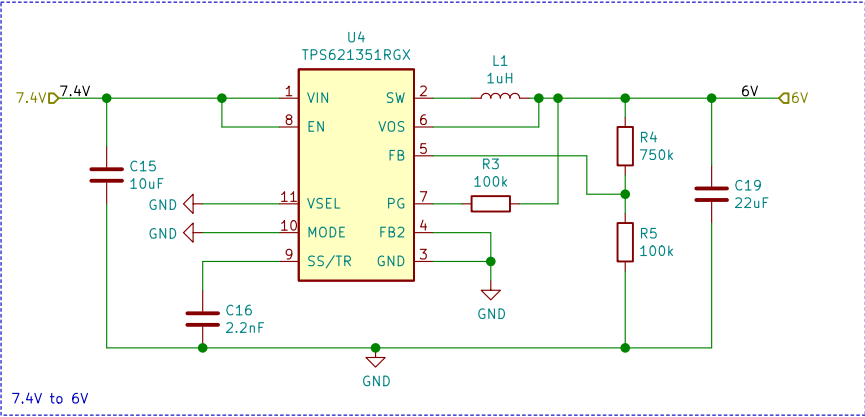 U4
TPS621351RGX
7.4V
7.4V
1
VIN
SW
2
L1
1uH
6V
6V
8
EN
VOS
6
FB
5
R4
750k
C15
10uF
R3
100k
C19
22uF
GND
11
VSEL
PG
7
GND
10
MODE
FB2
4
R5
100k
9
SS/TR
GND
3
C16
2.2nF
GND
GND
7.4V to 6V